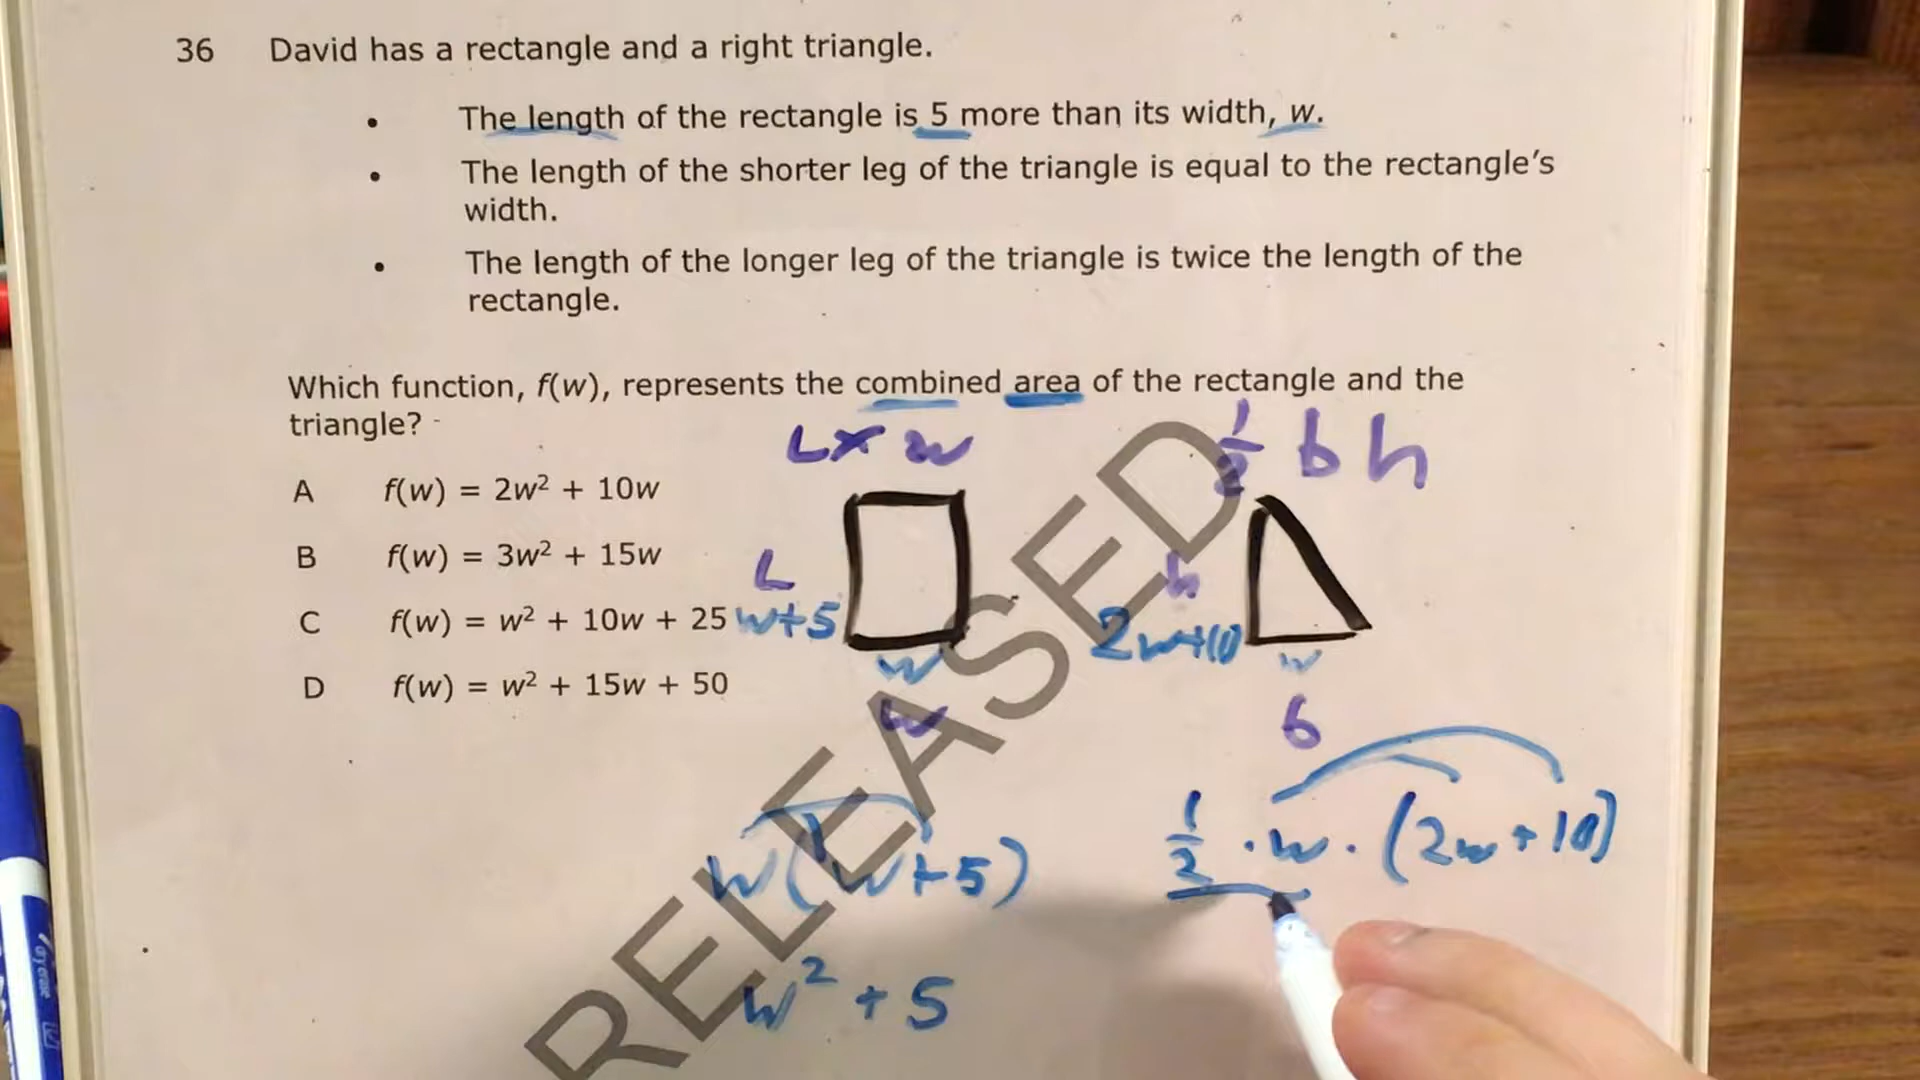 36 David has a rectangle and a right triangle.
• The length of the rectangle is 5 more than its width, w.
• The length of the shorter leg of the triangle is equal to the rectangle's
width.
• The length of the longer leg of the triangle is twice the length of the
rectangle.
Which function, f(w), represents the combined area of the rectangle and the
triangle?
L x w
1/2 b h
A f(w) = 2w² + 10w
B f(w) = 3w² + 15w
C f(w) = w² + 10w + 25
D f(w) = w² + 15w + 50
L
w+5
w
w
h
2w+10
w
b
RELEASED
w(w+5)
1/2 · w · (2w+10)
w² + 5